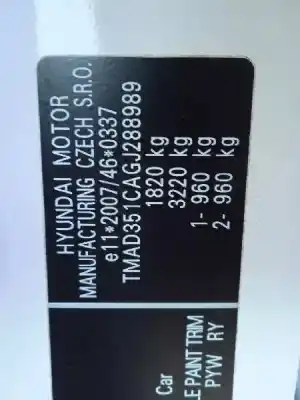 HYUNDAI MOTOR
MANUFACTURING CZECH S.R.O.
e11*2007/46*0337
TMAD351CAGJ288989
1820 kg
3220 kg
1- 960 kg
2- 960 kg
Car
LE PAINT TRIM
PYW RY